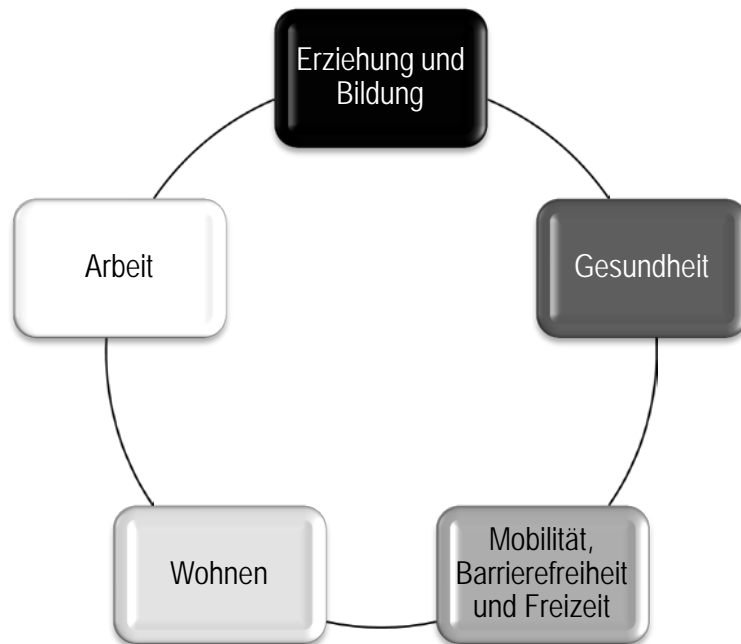 Erziehung und
Bildung
Gesundheit
Mobilität,
Barrierefreiheit
und Freizeit
Wohnen
Arbeit